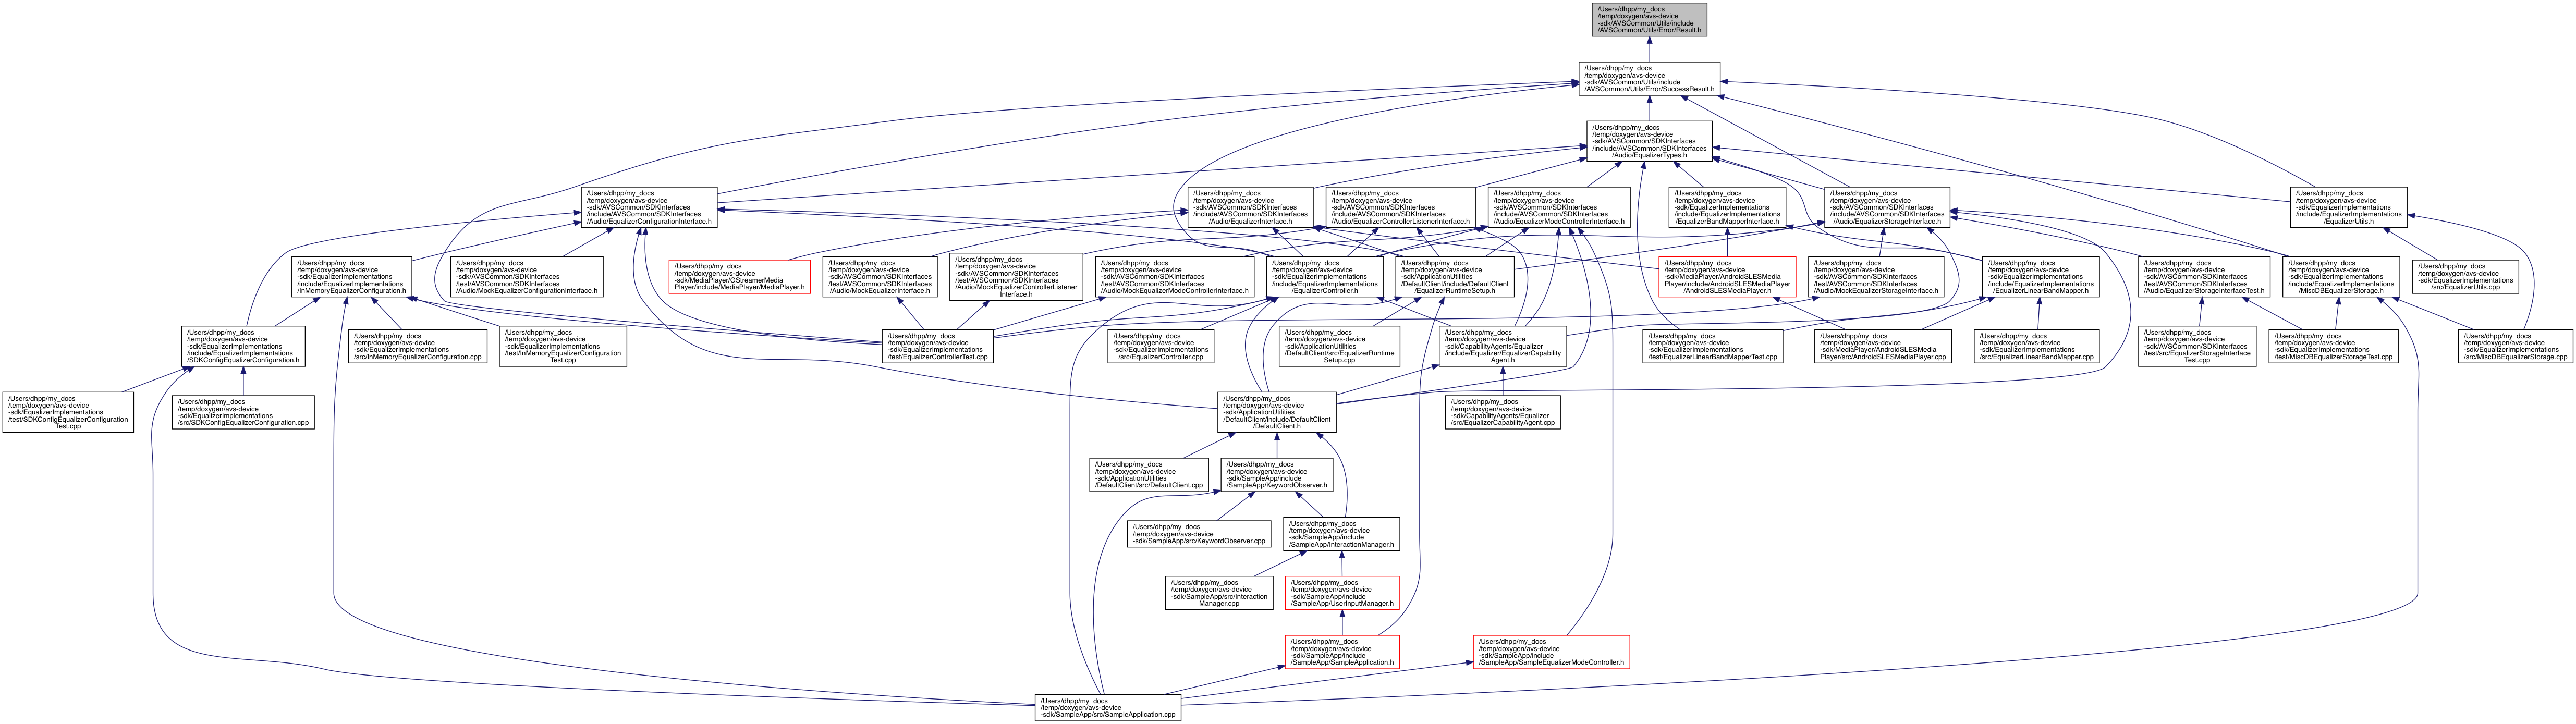 /Users/dhpp/my_docs
/temp/doxygen/avs-device
-sdk/AVSCommon/Utils/include
/AVSCommon/Utils/Error/Result.h
/Users/dhpp/my_docs
/temp/doxygen/avs-device
-sdk/AVSCommon/Utils/include
/AVSCommon/Utils/Error/SuccessResult.h
/Users/dhpp/my_docs
/temp/doxygen/avs-device
-sdk/AVSCommon/SDKInterfaces
/include/AVSCommon/SDKInterfaces
/Audio/EqualizerTypes.h
/Users/dhpp/my_docs
/temp/doxygen/avs-device
-sdk/AVSCommon/SDKInterfaces
/include/AVSCommon/SDKInterfaces
/Audio/EqualizerConfigurationInterface.h
/Users/dhpp/my_docs
/temp/doxygen/avs-device
-sdk/AVSCommon/SDKInterfaces
/include/AVSCommon/SDKInterfaces
/Audio/EqualizerInterface.h
/Users/dhpp/my_docs
/temp/doxygen/avs-device
-sdk/AVSCommon/SDKInterfaces
/include/AVSCommon/SDKInterfaces
/Audio/EqualizerControllerListenerInterface.h
/Users/dhpp/my_docs
/temp/doxygen/avs-device
-sdk/AVSCommon/SDKInterfaces
/include/AVSCommon/SDKInterfaces
/Audio/EqualizerModeControllerInterface.h
/Users/dhpp/my_docs
/temp/doxygen/avs-device
-sdk/EqualizerImplementations
/include/EqualizerImplementations
/EqualizerBandMapperInterface.h
/Users/dhpp/my_docs
/temp/doxygen/avs-device
-sdk/AVSCommon/SDKInterfaces
/include/AVSCommon/SDKInterfaces
/Audio/EqualizerStorageInterface.h
/Users/dhpp/my_docs
/temp/doxygen/avs-device
-sdk/EqualizerImplementations
/include/EqualizerImplementations
/EqualizerUtils.h
/Users/dhpp/my_docs
/temp/doxygen/avs-device
-sdk/EqualizerImplementations
/include/EqualizerImplementations
/InMemoryEqualizerConfiguration.h
/Users/dhpp/my_docs
/temp/doxygen/avs-device
-sdk/AVSCommon/SDKInterfaces
/test/AVSCommon/SDKInterfaces
/Audio/MockEqualizerConfigurationInterface.h
/Users/dhpp/my_docs
/temp/doxygen/avs-device
-sdk/MediaPlayer/GStreamerMedia
Player/include/MediaPlayer/MediaPlayer.h
/Users/dhpp/my_docs
/temp/doxygen/avs-device
-sdk/AVSCommon/SDKInterfaces
/test/AVSCommon/SDKInterfaces
/Audio/MockEqualizerInterface.h
/Users/dhpp/my_docs
/temp/doxygen/avs-device
-sdk/AVSCommon/SDKInterfaces
/test/AVSCommon/SDKInterfaces
/Audio/MockEqualizerControllerListener
Interface.h
/Users/dhpp/my_docs
/temp/doxygen/avs-device
-sdk/AVSCommon/SDKInterfaces
/test/AVSCommon/SDKInterfaces
/Audio/MockEqualizerModeControllerInterface.h
/Users/dhpp/my_docs
/temp/doxygen/avs-device
-sdk/EqualizerImplementations
/include/EqualizerImplementations
/EqualizerController.h
/Users/dhpp/my_docs
/temp/doxygen/avs-device
-sdk/ApplicationUtilities
/DefaultClient/include/DefaultClient
/EqualizerRuntimeSetup.h
/Users/dhpp/my_docs
/temp/doxygen/avs-device
-sdk/MediaPlayer/AndroidSLESMedia
Player/include/AndroidSLESMediaPlayer
/AndroidSLESMediaPlayer.h
/Users/dhpp/my_docs
/temp/doxygen/avs-device
-sdk/AVSCommon/SDKInterfaces
/test/AVSCommon/SDKInterfaces
/Audio/MockEqualizerStorageInterface.h
/Users/dhpp/my_docs
/temp/doxygen/avs-device
-sdk/EqualizerImplementations
/include/EqualizerImplementations
/EqualizerLinearBandMapper.h
/Users/dhpp/my_docs
/temp/doxygen/avs-device
-sdk/AVSCommon/SDKInterfaces
/test/AVSCommon/SDKInterfaces
/Audio/EqualizerStorageInterfaceTest.h
/Users/dhpp/my_docs
/temp/doxygen/avs-device
-sdk/EqualizerImplementations
/include/EqualizerImplementations
/MiscDBEqualizerStorage.h
/Users/dhpp/my_docs
/temp/doxygen/avs-device
-sdk/EqualizerImplementations
/src/EqualizerUtils.cpp
/Users/dhpp/my_docs
/temp/doxygen/avs-device
-sdk/EqualizerImplementations
/include/EqualizerImplementations
/SDKConfigEqualizerConfiguration.h
/Users/dhpp/my_docs
/temp/doxygen/avs-device
-sdk/EqualizerImplementations
/src/InMemoryEqualizerConfiguration.cpp
/Users/dhpp/my_docs
/temp/doxygen/avs-device
-sdk/EqualizerImplementations
/test/InMemoryEqualizerConfiguration
Test.cpp
/Users/dhpp/my_docs
/temp/doxygen/avs-device
-sdk/EqualizerImplementations
/test/EqualizerControllerTest.cpp
/Users/dhpp/my_docs
/temp/doxygen/avs-device
-sdk/EqualizerImplementations
/src/EqualizerController.cpp
/Users/dhpp/my_docs
/temp/doxygen/avs-device
-sdk/ApplicationUtilities
/DefaultClient/src/EqualizerRuntime
Setup.cpp
/Users/dhpp/my_docs
/temp/doxygen/avs-device
-sdk/CapabilityAgents/Equalizer
/include/Equalizer/EqualizerCapability
Agent.h
/Users/dhpp/my_docs
/temp/doxygen/avs-device
-sdk/EqualizerImplementations
/test/EqualizerLinearBandMapperTest.cpp
/Users/dhpp/my_docs
/temp/doxygen/avs-device
-sdk/MediaPlayer/AndroidSLESMedia
Player/src/AndroidSLESMediaPlayer.cpp
/Users/dhpp/my_docs
/temp/doxygen/avs-device
-sdk/EqualizerImplementations
/src/EqualizerLinearBandMapper.cpp
/Users/dhpp/my_docs
/temp/doxygen/avs-device
-sdk/AVSCommon/SDKInterfaces
/test/src/EqualizerStorageInterface
Test.cpp
/Users/dhpp/my_docs
/temp/doxygen/avs-device
-sdk/EqualizerImplementations
/test/MiscDBEqualizerStorageTest.cpp
/Users/dhpp/my_docs
/temp/doxygen/avs-device
-sdk/EqualizerImplementations
/src/MiscDBEqualizerStorage.cpp
/Users/dhpp/my_docs
/temp/doxygen/avs-device
-sdk/EqualizerImplementations
/test/SDKConfigEqualizerConfiguration
Test.cpp
/Users/dhpp/my_docs
/temp/doxygen/avs-device
-sdk/EqualizerImplementations
/src/SDKConfigEqualizerConfiguration.cpp
/Users/dhpp/my_docs
/temp/doxygen/avs-device
-sdk/ApplicationUtilities
/DefaultClient/include/DefaultClient
/DefaultClient.h
/Users/dhpp/my_docs
/temp/doxygen/avs-device
-sdk/CapabilityAgents/Equalizer
/src/EqualizerCapabilityAgent.cpp
/Users/dhpp/my_docs
/temp/doxygen/avs-device
-sdk/ApplicationUtilities
/DefaultClient/src/DefaultClient.cpp
/Users/dhpp/my_docs
/temp/doxygen/avs-device
-sdk/SampleApp/include
/SampleApp/KeywordObserver.h
/Users/dhpp/my_docs
/temp/doxygen/avs-device
-sdk/SampleApp/src/KeywordObserver.cpp
/Users/dhpp/my_docs
/temp/doxygen/avs-device
-sdk/SampleApp/include
/SampleApp/InteractionManager.h
/Users/dhpp/my_docs
/temp/doxygen/avs-device
-sdk/SampleApp/src/Interaction
Manager.cpp
/Users/dhpp/my_docs
/temp/doxygen/avs-device
-sdk/SampleApp/include
/SampleApp/UserInputManager.h
/Users/dhpp/my_docs
/temp/doxygen/avs-device
-sdk/SampleApp/include
/SampleApp/SampleApplication.h
/Users/dhpp/my_docs
/temp/doxygen/avs-device
-sdk/SampleApp/include
/SampleApp/SampleEqualizerModeController.h
/Users/dhpp/my_docs
/temp/doxygen/avs-device
-sdk/SampleApp/src/SampleApplication.cpp